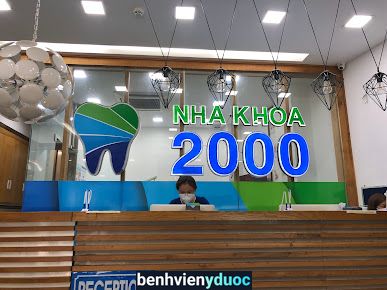 NHA KHOA
2000
RECEPTIO
benhvienyduoc